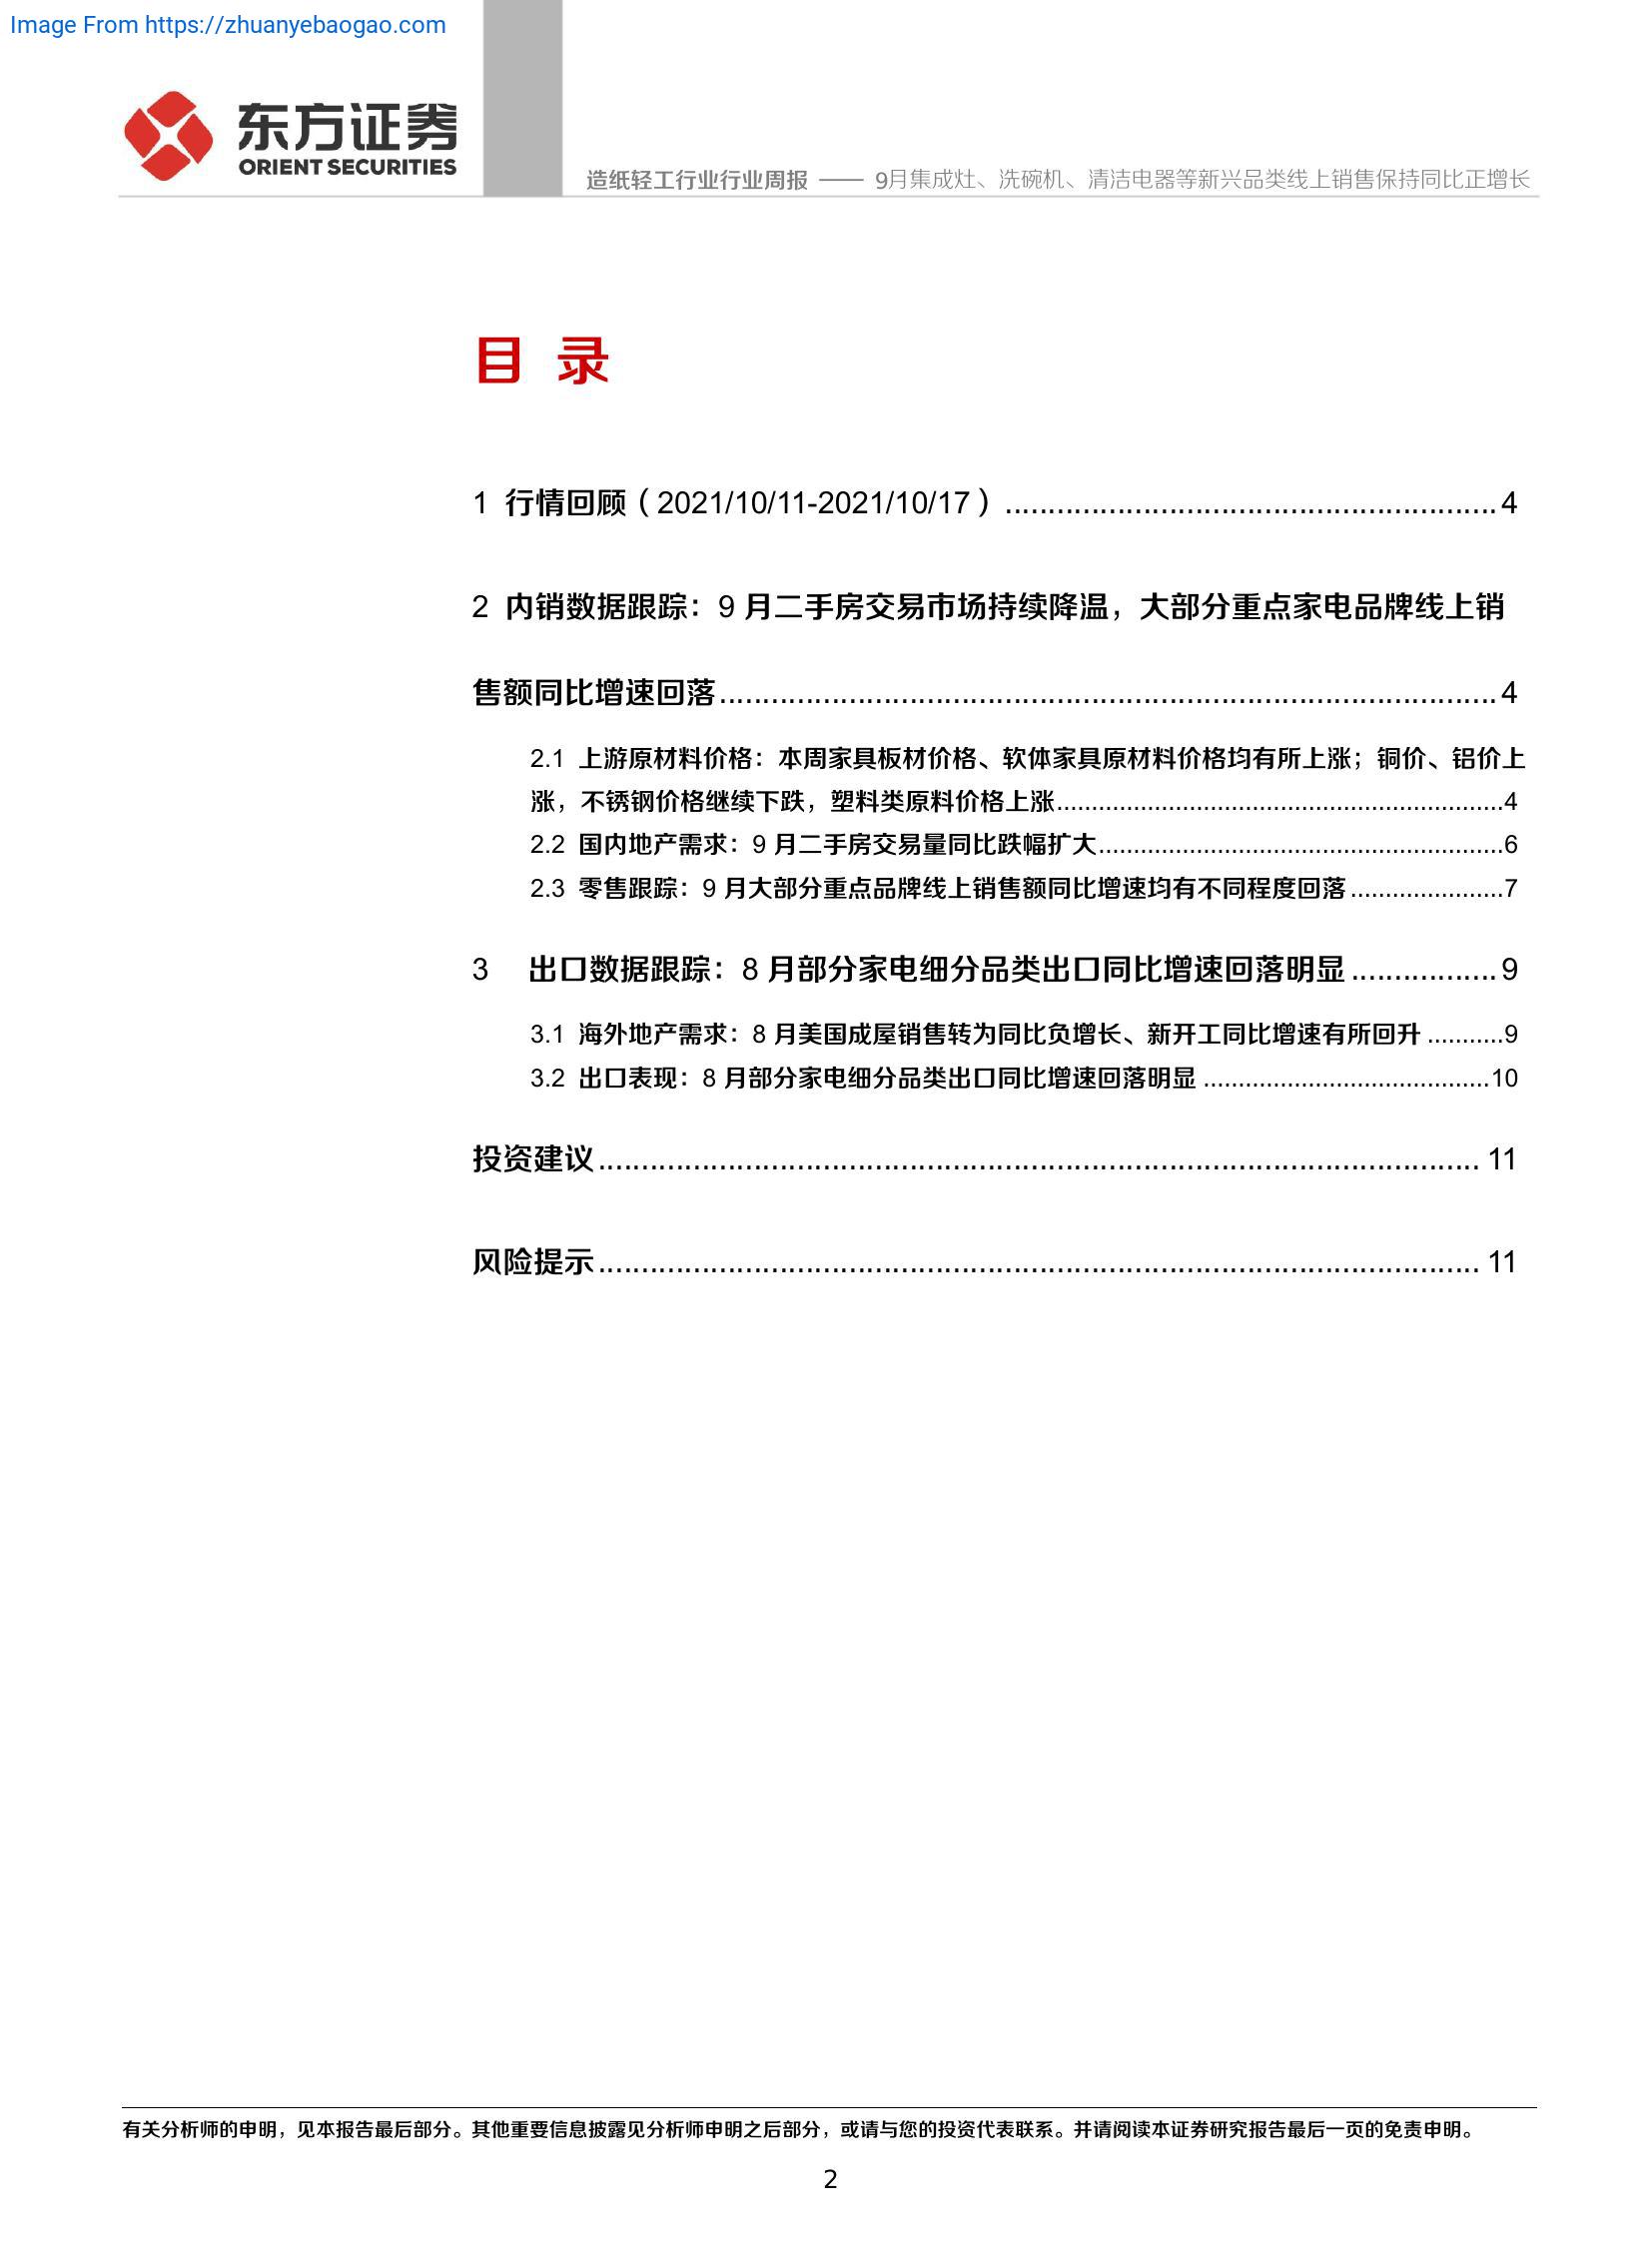 Image From https://zhuanyebaogao.com
东方证券
ORIENT SECURITIES
造纸轻工行业行业周报 —— 9月集成灶、洗碗机、清洁电器等新兴品类线上销售保持同比正增长
目 录
1 行情回顾（2021/10/11-2021/10/17）......................................................... 4
2 内销数据跟踪：9 月二手房交易市场持续降温，大部分重点家电品牌线上销
售额同比增速回落.......................................................................................... 4
2.1 上游原材料价格：本周家具板材价格、软体家具原材料价格均有所上涨；铜价、铝价上
涨，不锈钢价格继续下跌，塑料类原料价格上涨................................................................4
2.2 国内地产需求：9 月二手房交易量同比跌幅扩大..........................................................6
2.3 零售跟踪：9 月大部分重点品牌线上销售额同比增速均有不同程度回落......................7
3 出口数据跟踪：8 月部分家电细分品类出口同比增速回落明显................. 9
3.1 海外地产需求：8 月美国成屋销售转为同比负增长、新开工同比增速有所回升...........9
3.2 出口表现：8 月部分家电细分品类出口同比增速回落明显.........................................10
投资建议...................................................................................................... 11
风险提示...................................................................................................... 11
有关分析师的申明，见本报告最后部分。其他重要信息披露见分析师申明之后部分，或请与您的投资代表联系。并请阅读本证券研究报告最后一页的免责申明。
2